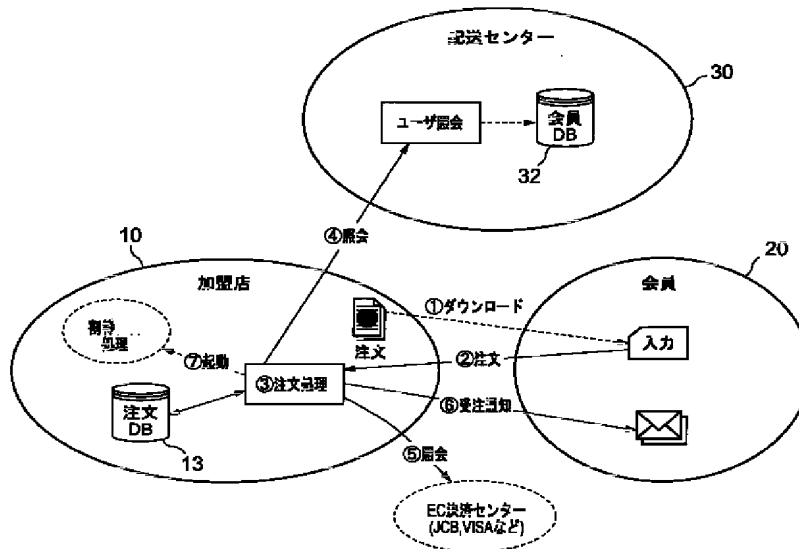 配送センター
30
ユーザ照会
会員
DB
32
④照会
10
加盟店
20
会員
処理
注文
①ダウンロード
入力
②注文
⑦起動
③注文処理
注文
DB
13
⑥受注通知
⑤照会
EC決済センター
(JCB,VISAなど)